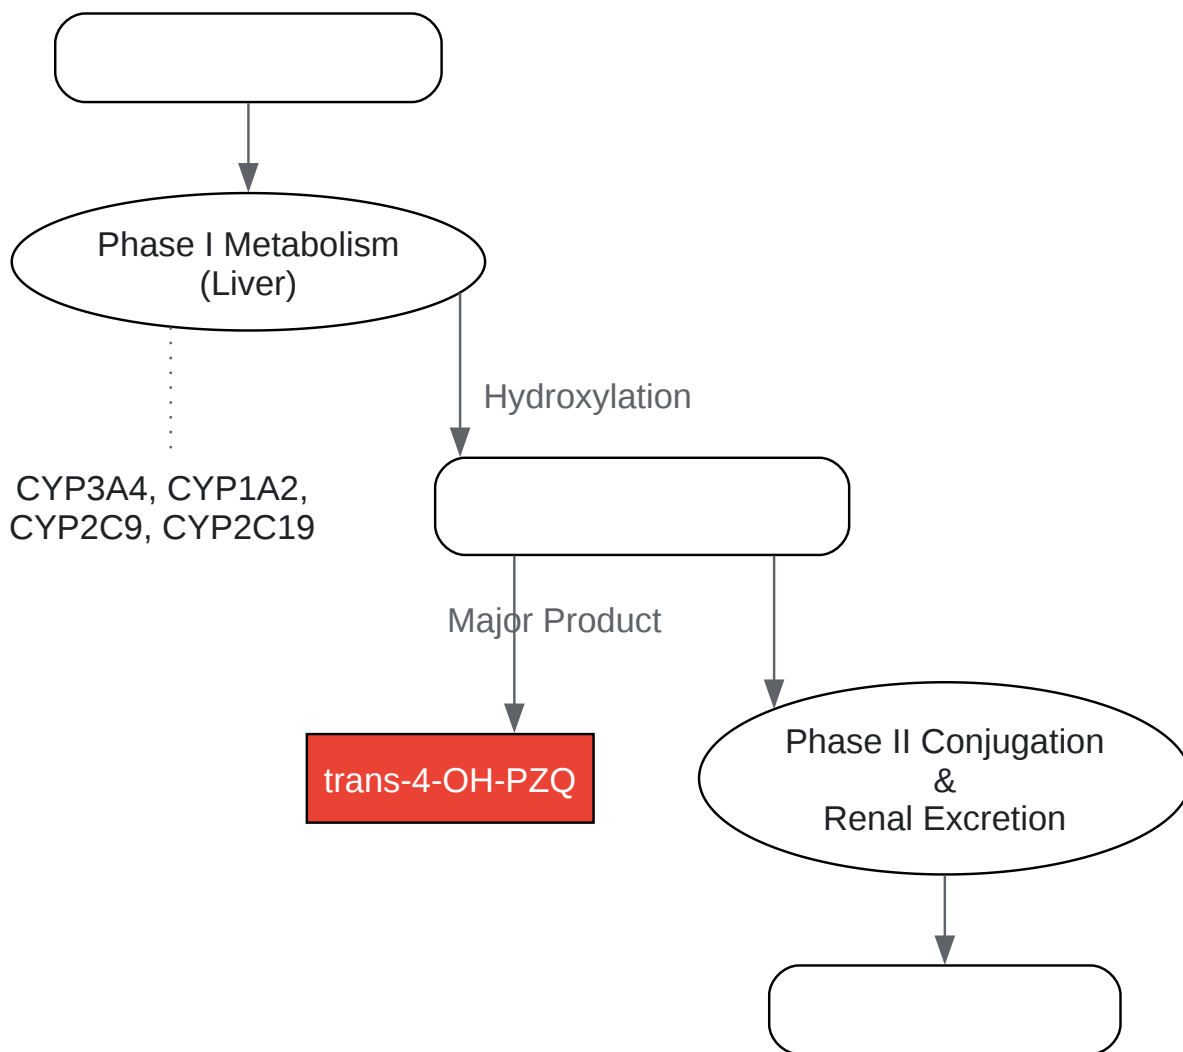 Phase I Metabolism
(Liver)
Hydroxylation
CYP3A4, CYP1A2,
CYP2C9, CYP2C19
Major Product
trans-4-OH-PZQ
Phase II Conjugation
&
Renal Excretion